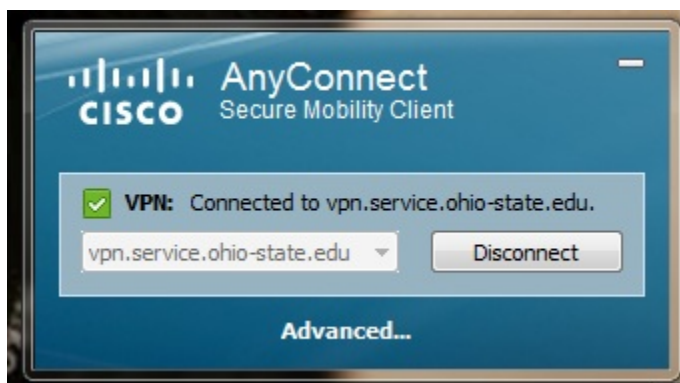 CISCO
AnyConnect
Secure Mobility Client
VPN: Connected to vpn.service.ohio-state.edu.
vpn.service.ohio-state.edu
Disconnect
Advanced...